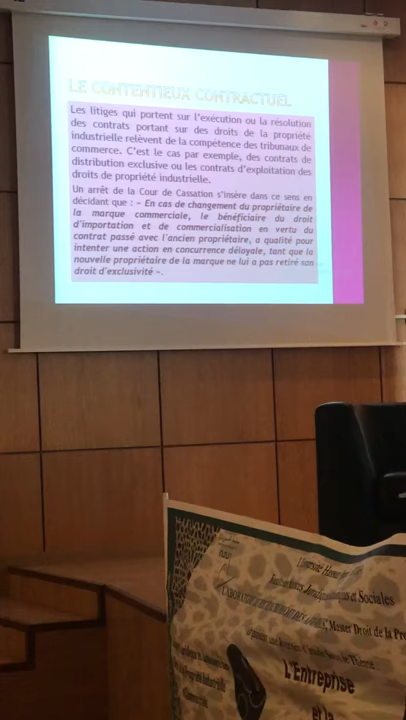 LE CONTENTIEUX CONTRACTUEL
Les litiges qui portent sur l'exécution ou la résolution
des contrats portant sur des droits de la propriété
industrielle relèvent de la compétence des tribunaux de
commerce. C'est le cas par exemple, des contrats de
distribution exclusive ou les contrats d'exploitation des
droits de propriété industrielle.
Un arrêt de la Cour de Cassation s'insère dans ce sens en
décidant que : « En cas de changement du propriétaire de
la marque commerciale, le bénéficiaire du droit
d'importation et de commercialisation en vertu du
contrat passé avec l'ancien propriétaire, a qualité pour
intenter une action en concurrence déloyale, tant que la
nouvelle propriétaire de la marque ne lui a pas retiré son
droit d'exclusivité ».
Université
et Sociales
Master Droit de la
L'Entreprise
et la